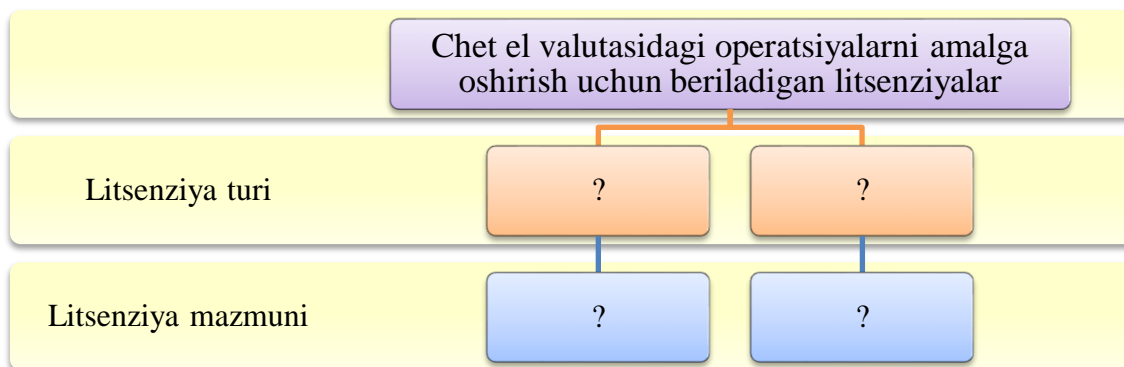 Chet el valutasidagi operatsiyalarni amalga
oshirish uchun beriladigan litsenziyalar
Litsenziya turi
?
?
Litsenziya mazmuni
?
?